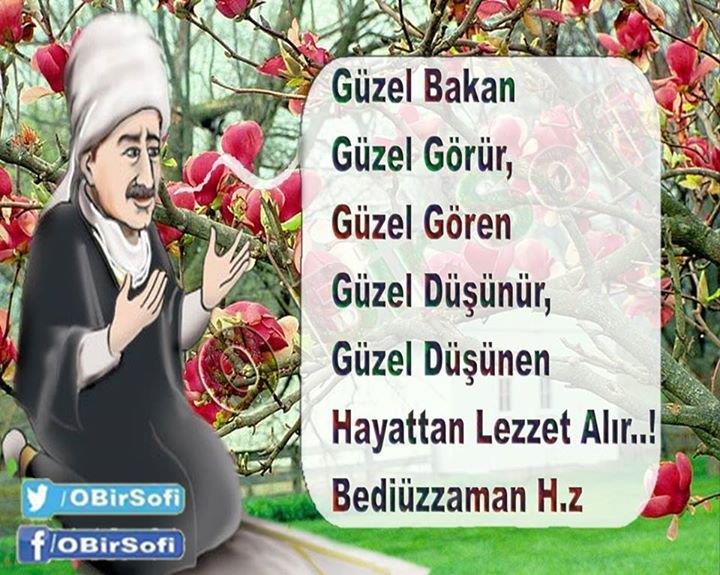 Güzel Bakan
Güzel Görür,
Güzel Gören
Güzel Düşünür,
Güzel Düşünen
Hayattan Lezzet Alır..!
Bediüzzaman H.z
/OBirSofi
/OBirSofi